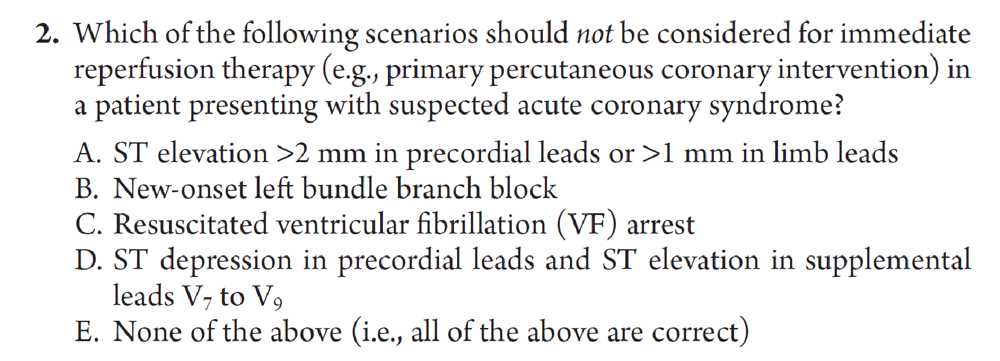 2. Which of the following scenarios should not be considered for immediate
reperfusion therapy (e.g., primary percutaneous coronary intervention) in
a patient presenting with suspected acute coronary syndrome?
A. ST elevation >2 mm in precordial leads or >1 mm in limb leads
B. New-onset left bundle branch block
C. Resuscitated ventricular fibrillation (VF) arrest
D. ST depression in precordial leads and ST elevation in supplemental
leads V₇ to V₉
E. None of the above (i.e., all of the above are correct)